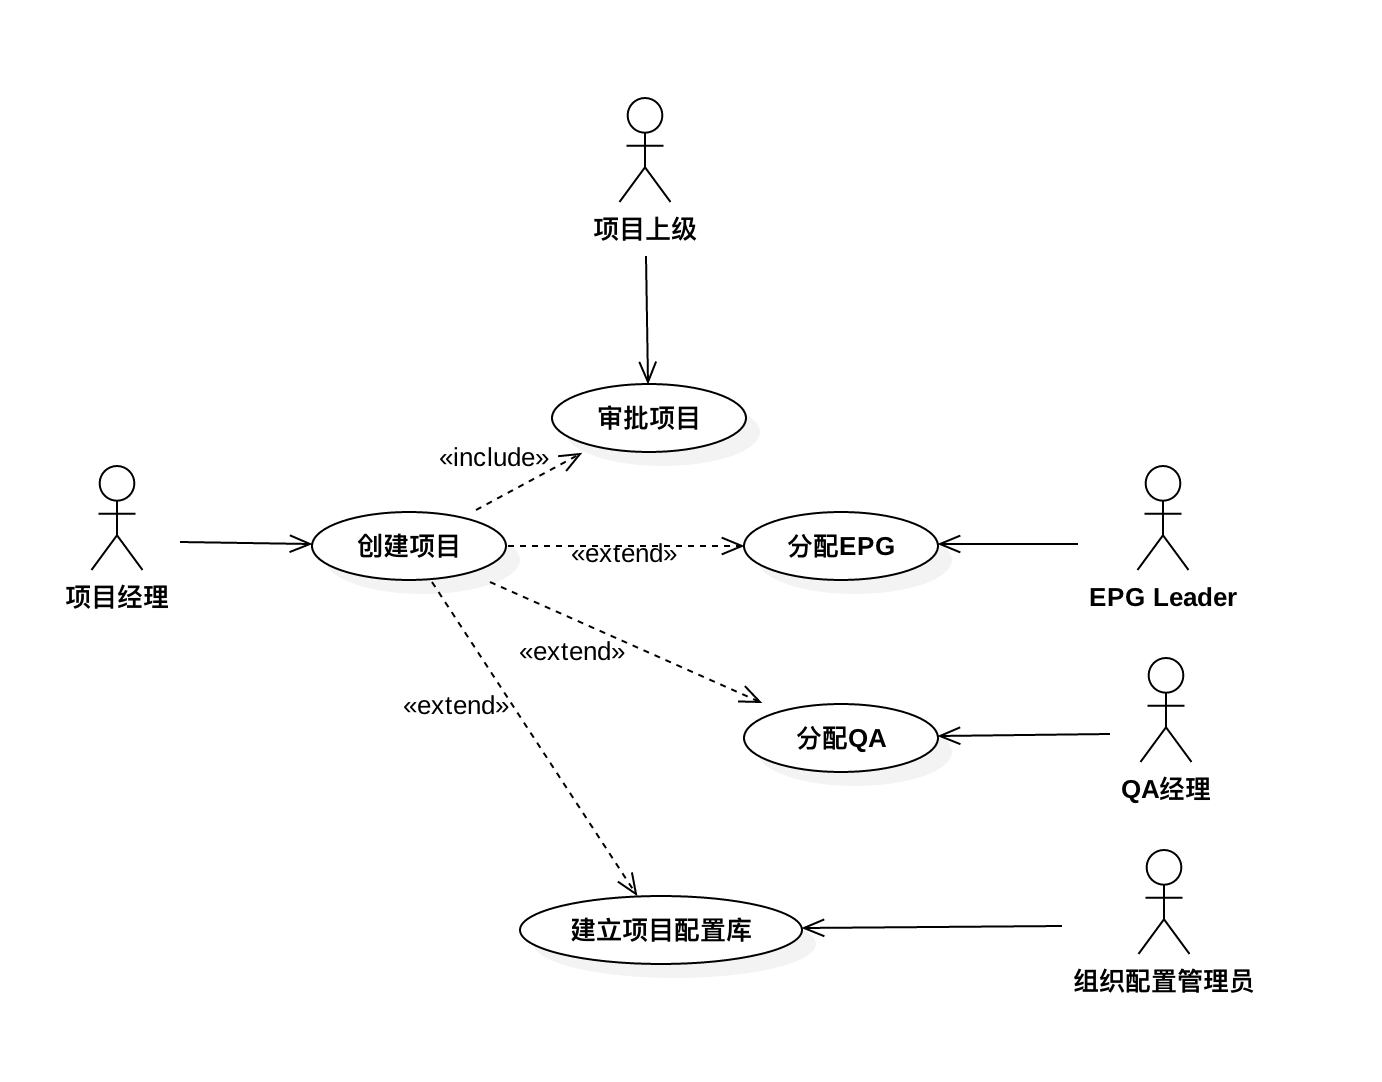 项目上级
审批项目
«include»
创建项目
«extend»
分配EPG
项目经理
EPG Leader
«extend»
«extend»
分配QA
QA经理
建立项目配置库
组织配置管理员